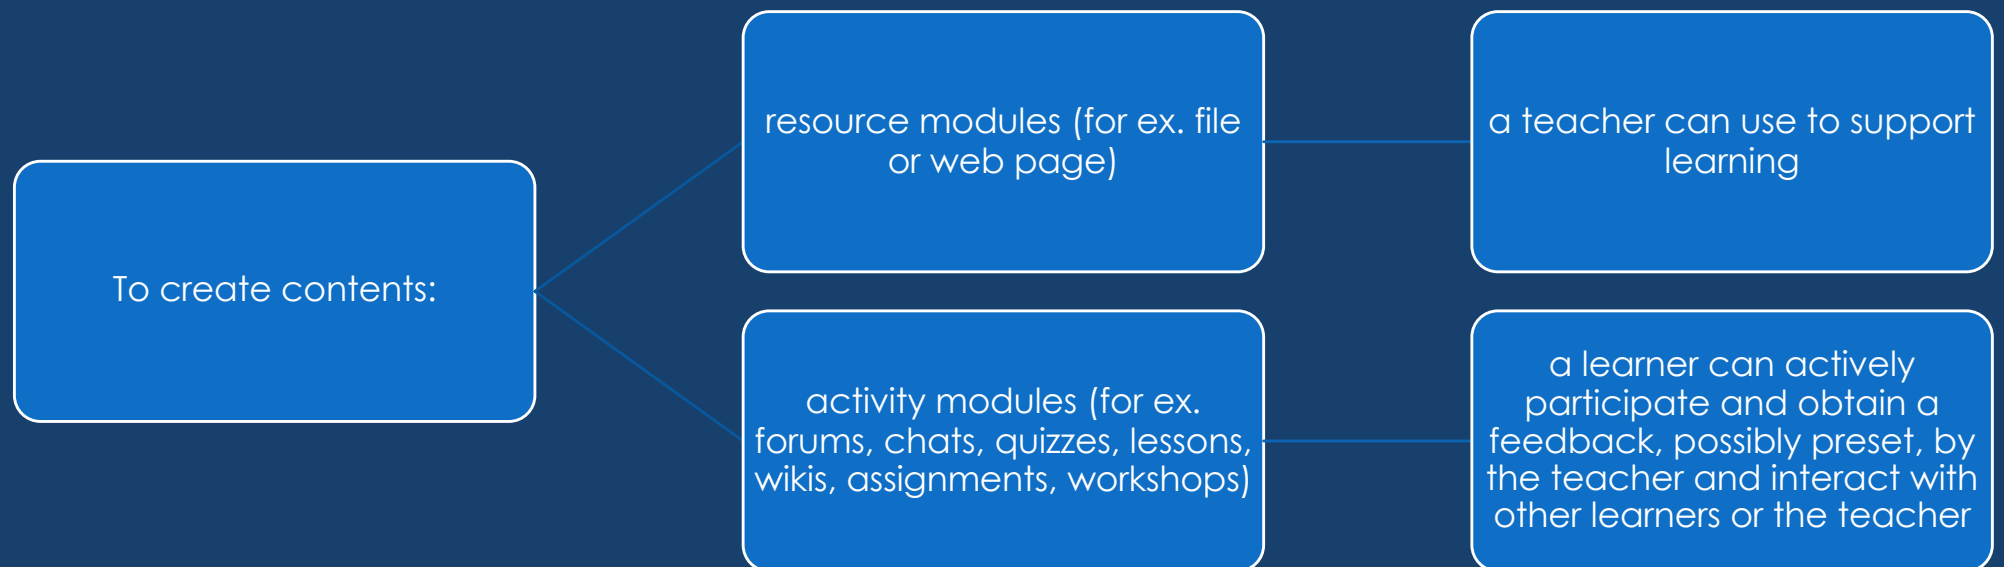 To create contents:
resource modules (for ex. file
or web page)
a teacher can use to support
learning
activity modules (for ex.
forums, chats, quizzes, lessons,
wikis, assignments, workshops)
a learner can actively
participate and obtain a
feedback, possibly preset, by
the teacher and interact with
other learners or the teacher